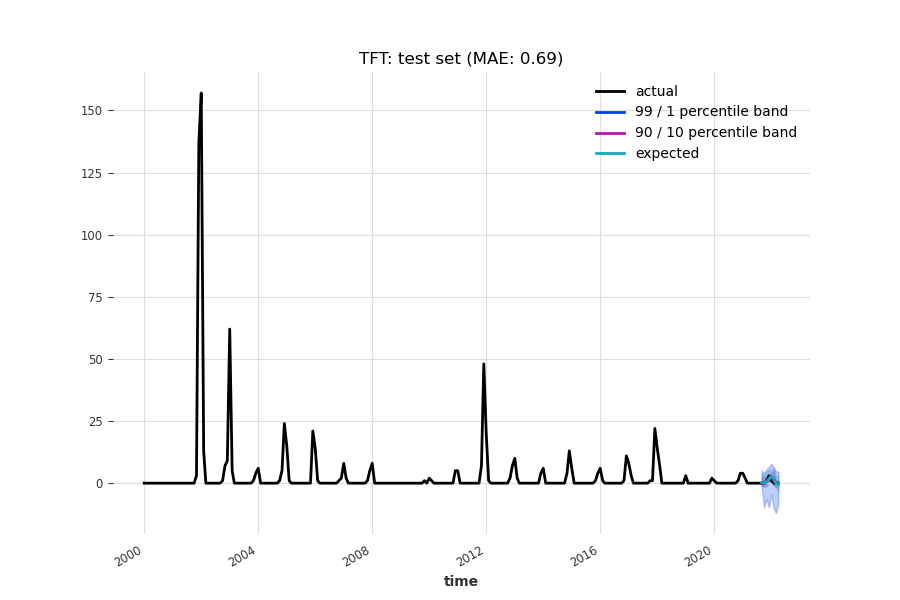 TFT: test set (MAE: 0.69)
actual
99 / 1 percentile band
90 / 10 percentile band
expected
150
125
100
75
50
25
0
2000
2004
2008
2012
2016
2020
time